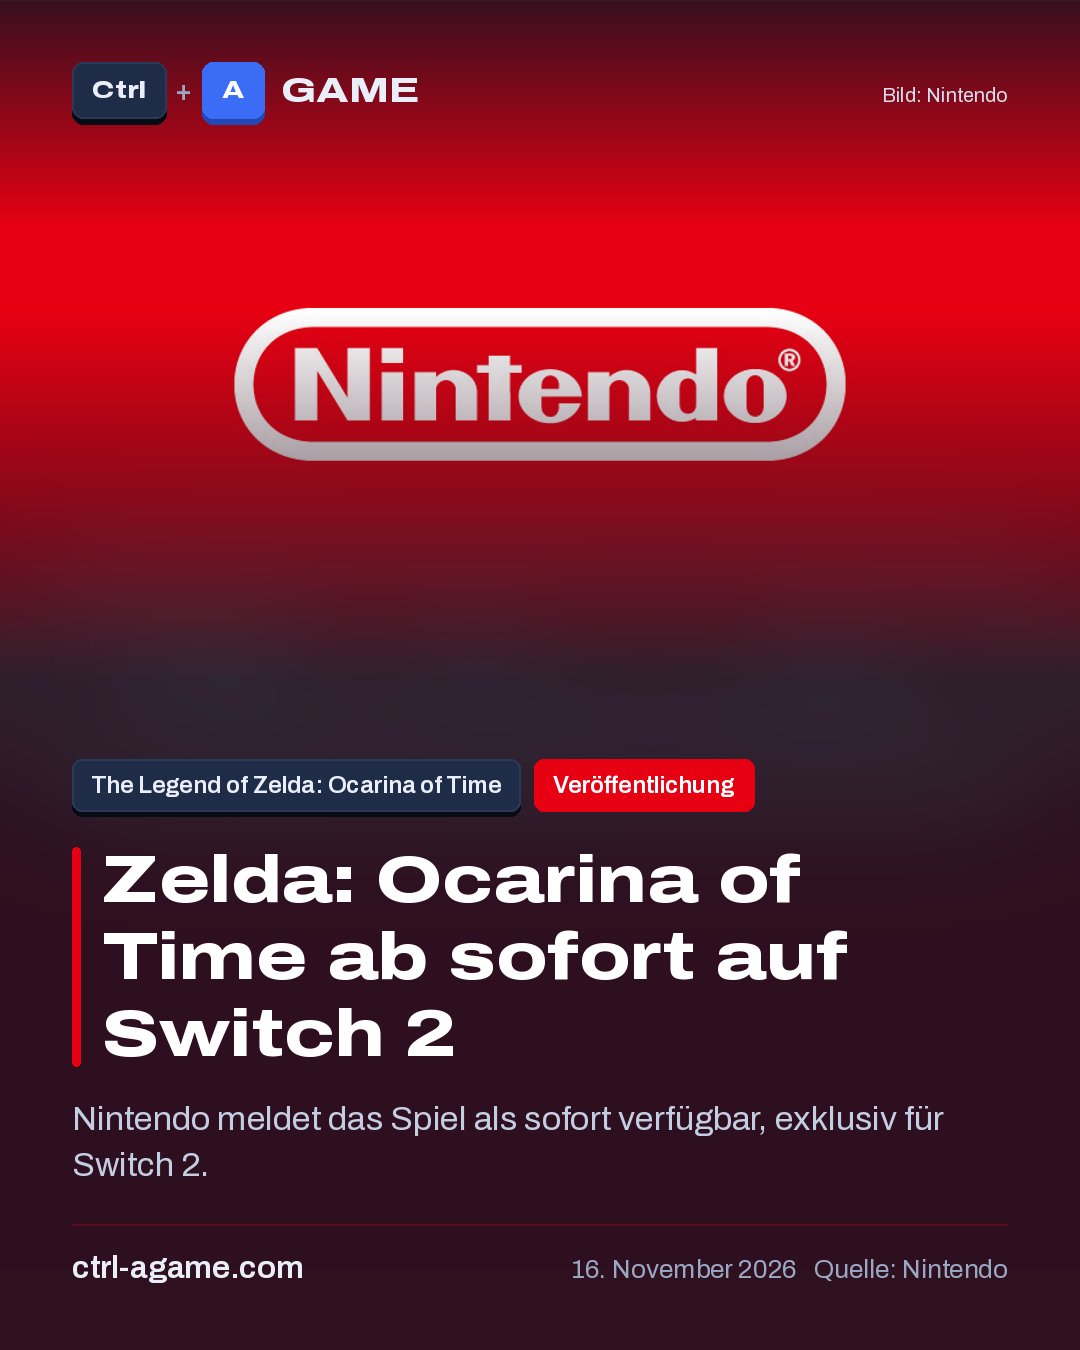 Ctrl + A GAME
Bild: Nintendo
Nintendo®
The Legend of Zelda: Ocarina of Time
Veröffentlichung
Zelda: Ocarina of
Time ab sofort auf
Switch 2
Nintendo meldet das Spiel als sofort verfügbar, exklusiv für
Switch 2.
ctrl-agame.com
16. November 2026 Quelle: Nintendo